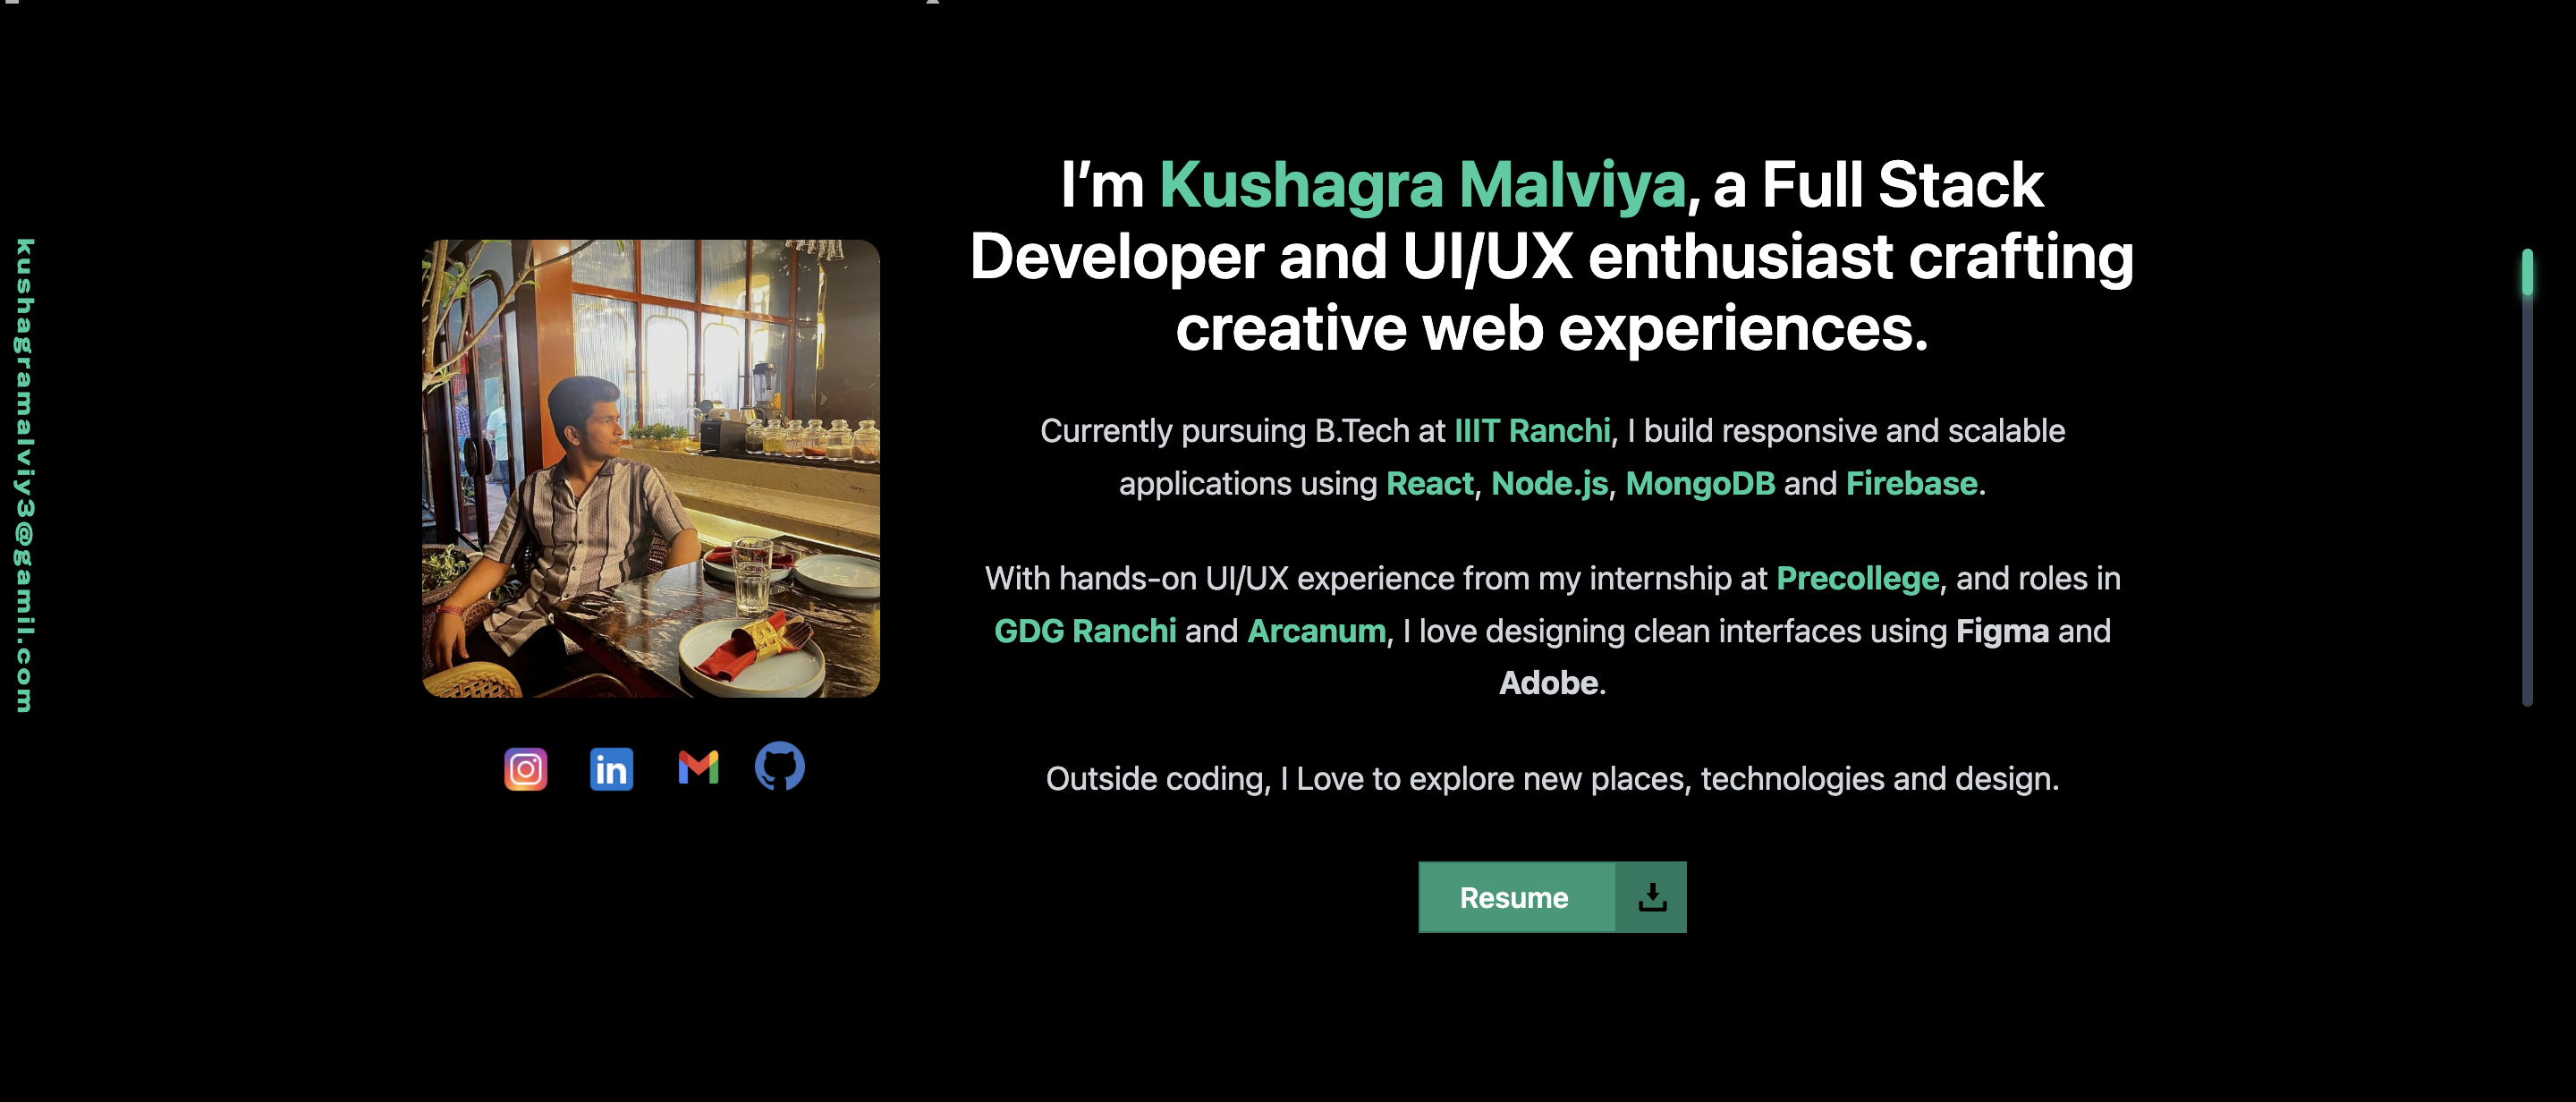 I'm Kushagra Malviya, a Full Stack
Developer and UI/UX enthusiast crafting
creative web experiences.
Currently pursuing B.Tech at IIIT Ranchi, I build responsive and scalable
applications using React, Node.js, MongoDB and Firebase.
With hands-on UI/UX experience from my internship at Precollege, and roles in
GDG Ranchi and Arcanum, I love designing clean interfaces using Figma and
Adobe.
Outside coding, I Love to explore new places, technologies and design.
Resume
kushagramalviy3@gamil.com
in